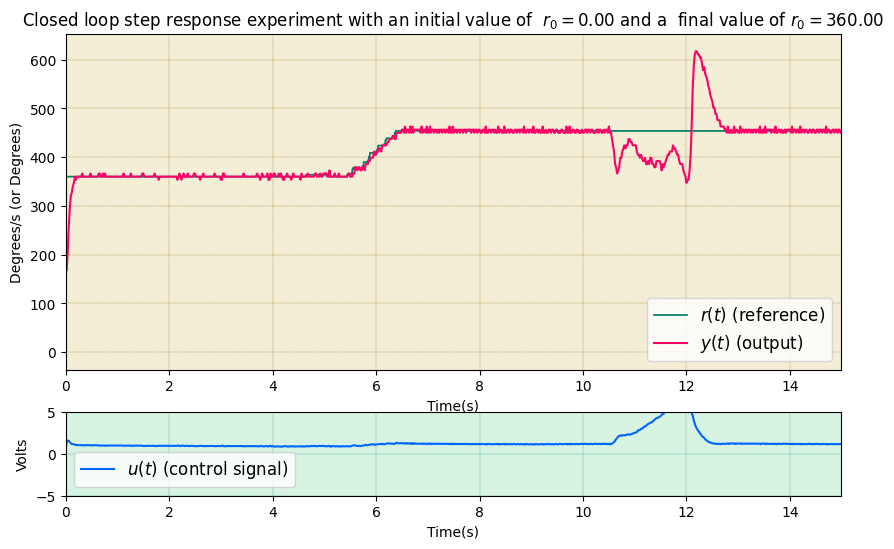 Closed loop step response experiment with an initial value of r₀ = 0.00 and a final value of r₀ = 360.00
Degrees/s (or Degrees)
600
500
400
300
200
100
0
r(t) (reference)
y(t) (output)
0 2 4 6 8 10 12 14
Time(s)
Volts
5
0
−5
u(t) (control signal)
0 2 4 6 8 10 12 14
Time(s)